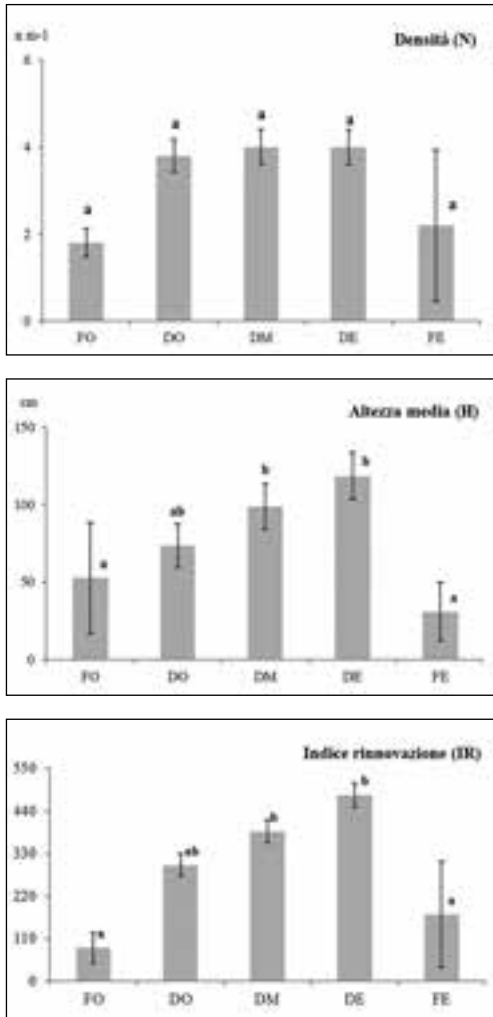 Densità (N)
6
4
2
0
a a a a a
FO DO DM DE FE
Altezza media (H)
cm
150
100
50
0
a ab b b a
FO DO DM DE FE
Indice rinnovazione (IR)
550
440
330
220
110
0
a ab b b a
FO DO DM DE FE